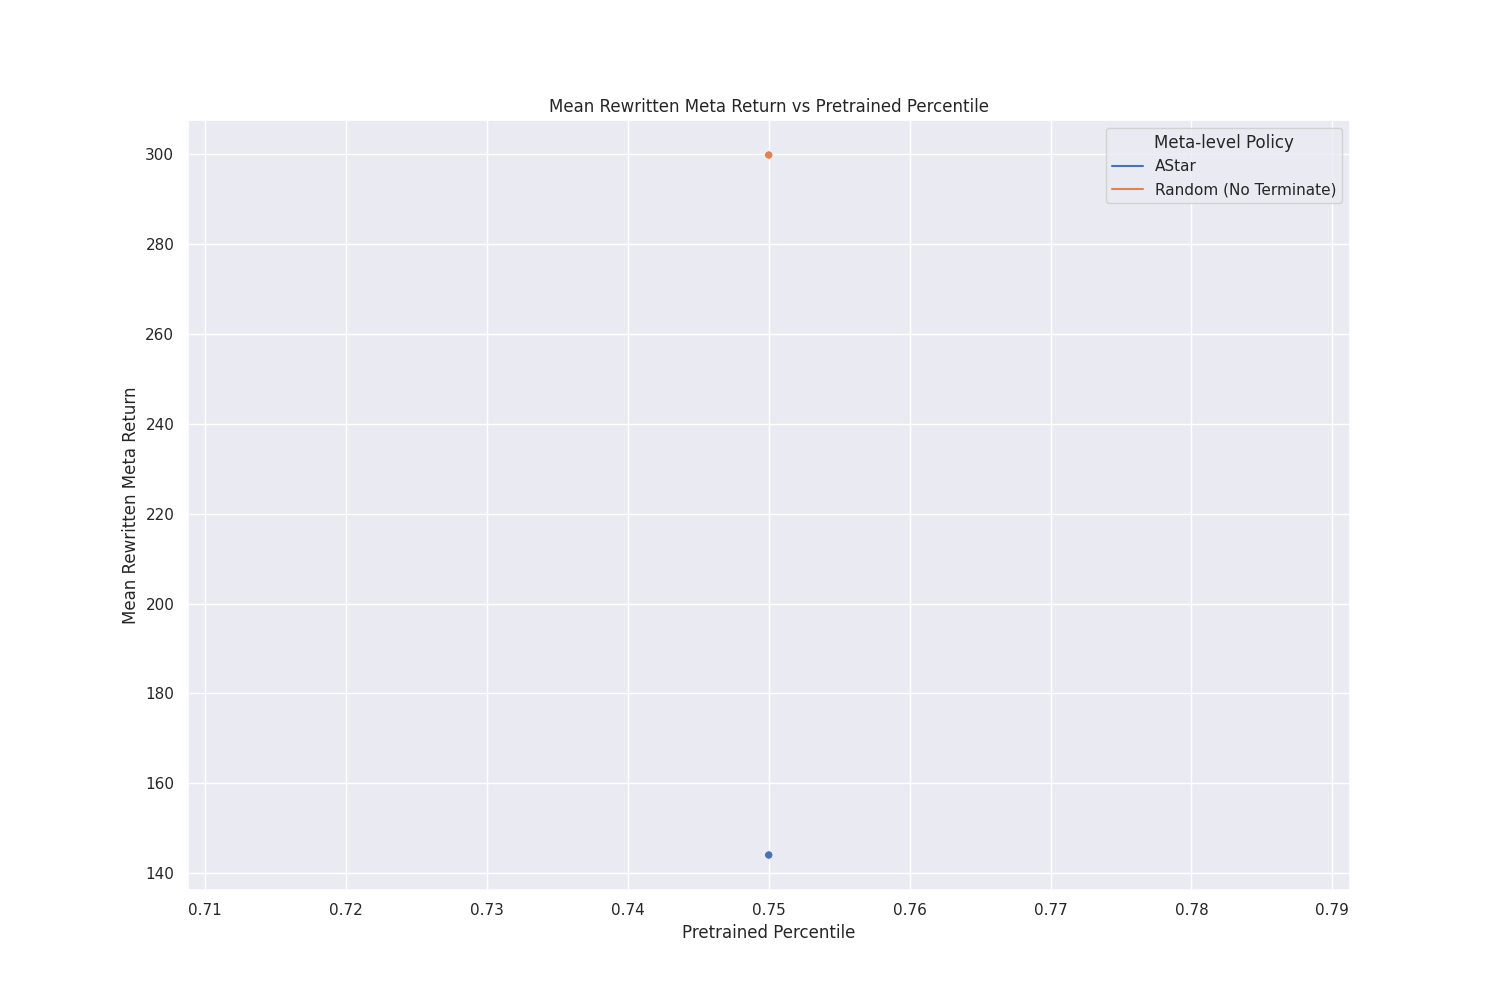 Mean Rewritten Meta Return vs Pretrained Percentile
Meta-level Policy
AStar
Random (No Terminate)
Mean Rewritten Meta Return
300
280
260
240
220
200
180
160
140
0.71 0.72 0.73 0.74 0.75 0.76 0.77 0.78 0.79
Pretrained Percentile